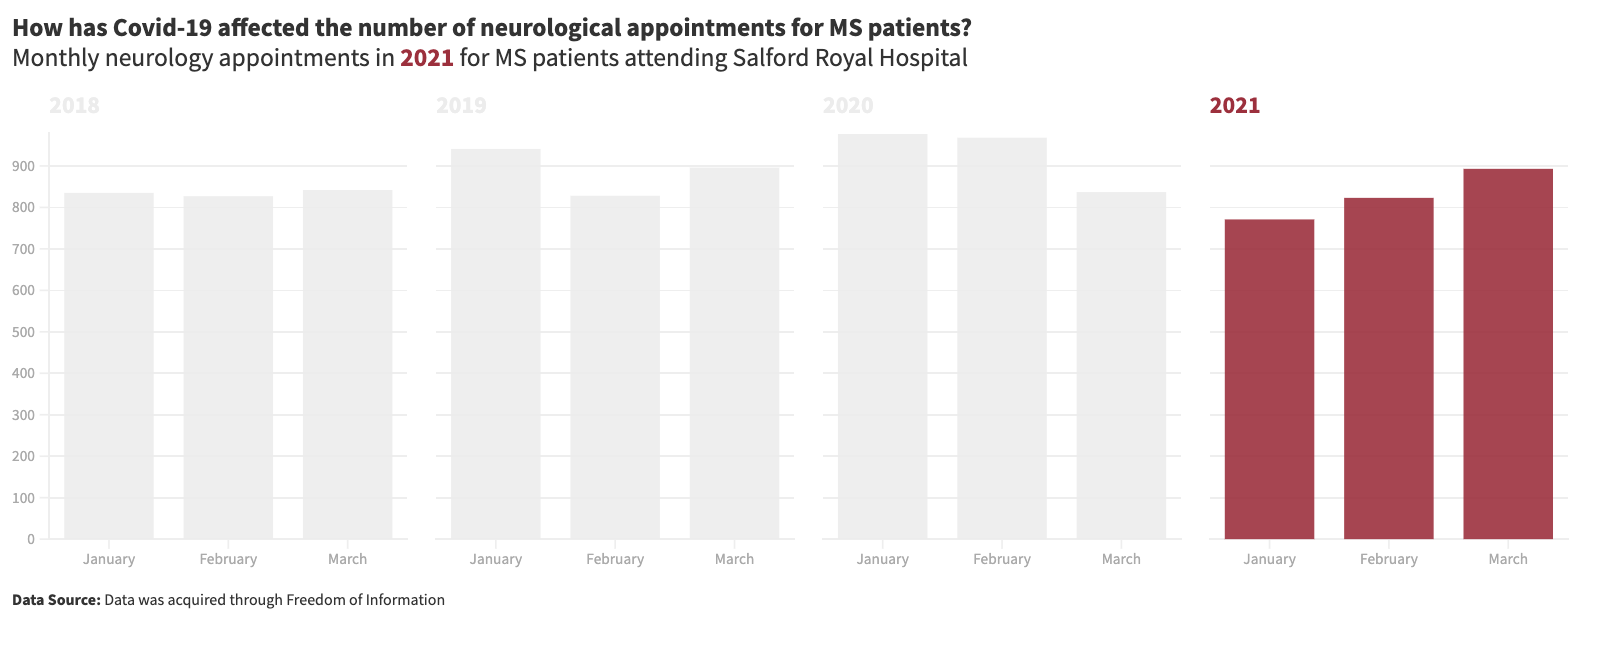 How has Covid-19 affected the number of neurological appointments for MS patients?
Monthly neurology appointments in 2021 for MS patients attending Salford Royal Hospital
2018
2019
2020
2021
900
800
700
600
500
400
300
200
100
0
January February March
January February March
January February March
January February March
Data Source: Data was acquired through Freedom of Information